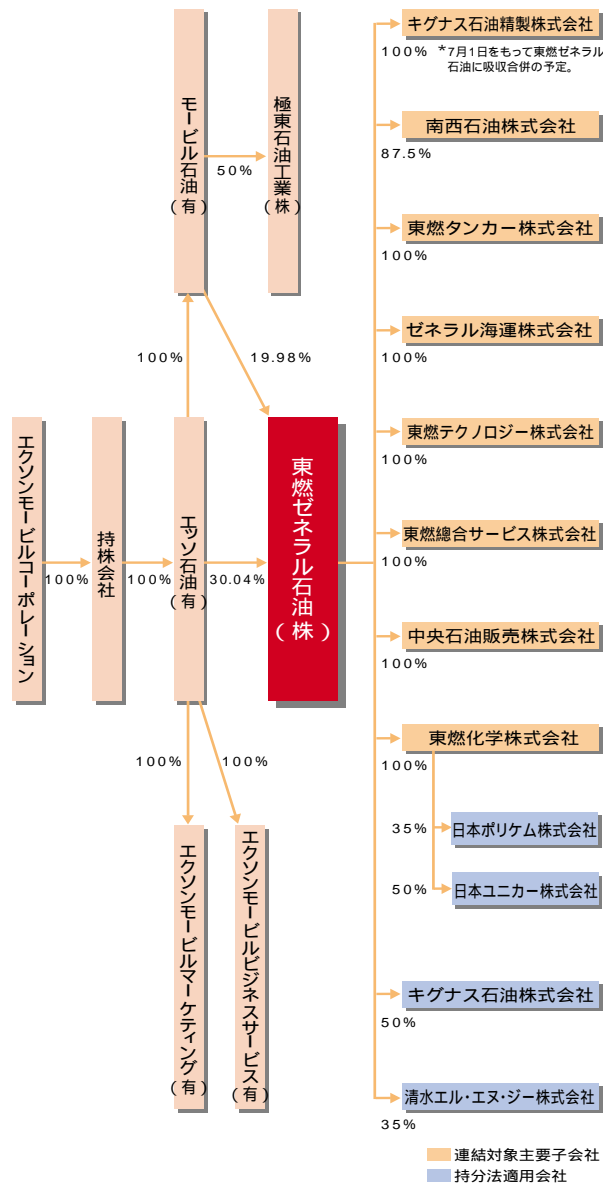 エクソンモービルコーポレーション
100%
持株会社
100%
エッソ石油(有)
100%
モービル石油(有)
50%
極東石油工業(株)
19.98%
30.04%
東燃ゼネラル石油(株)
100%
エクソンモービルマーケティング(有)
100%
エクソンモービルビジネスサービス(有)
キグナス石油精製株式会社
100%
*7月1日をもって東燃ゼネラル
石油に吸収合併の予定。
南西石油株式会社
87.5%
東燃タンカー株式会社
100%
ゼネラル海運株式会社
100%
東燃テクノロジー株式会社
100%
東燃總合サービス株式会社
100%
中央石油販売株式会社
100%
東燃化学株式会社
100%
35%
日本ポリケム株式会社
50%
日本ユニカー株式会社
キグナス石油株式会社
50%
清水エル・エヌ・ジー株式会社
35%
連結対象主要子会社
持分法適用会社